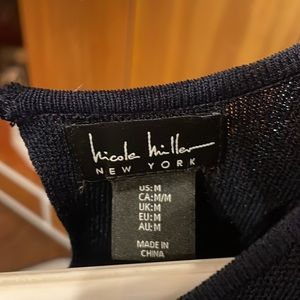 Nicole Miller
NEW YORK
US:M
CA:M/M
UK:M
EU:M
AU:M
MADE IN
CHINA